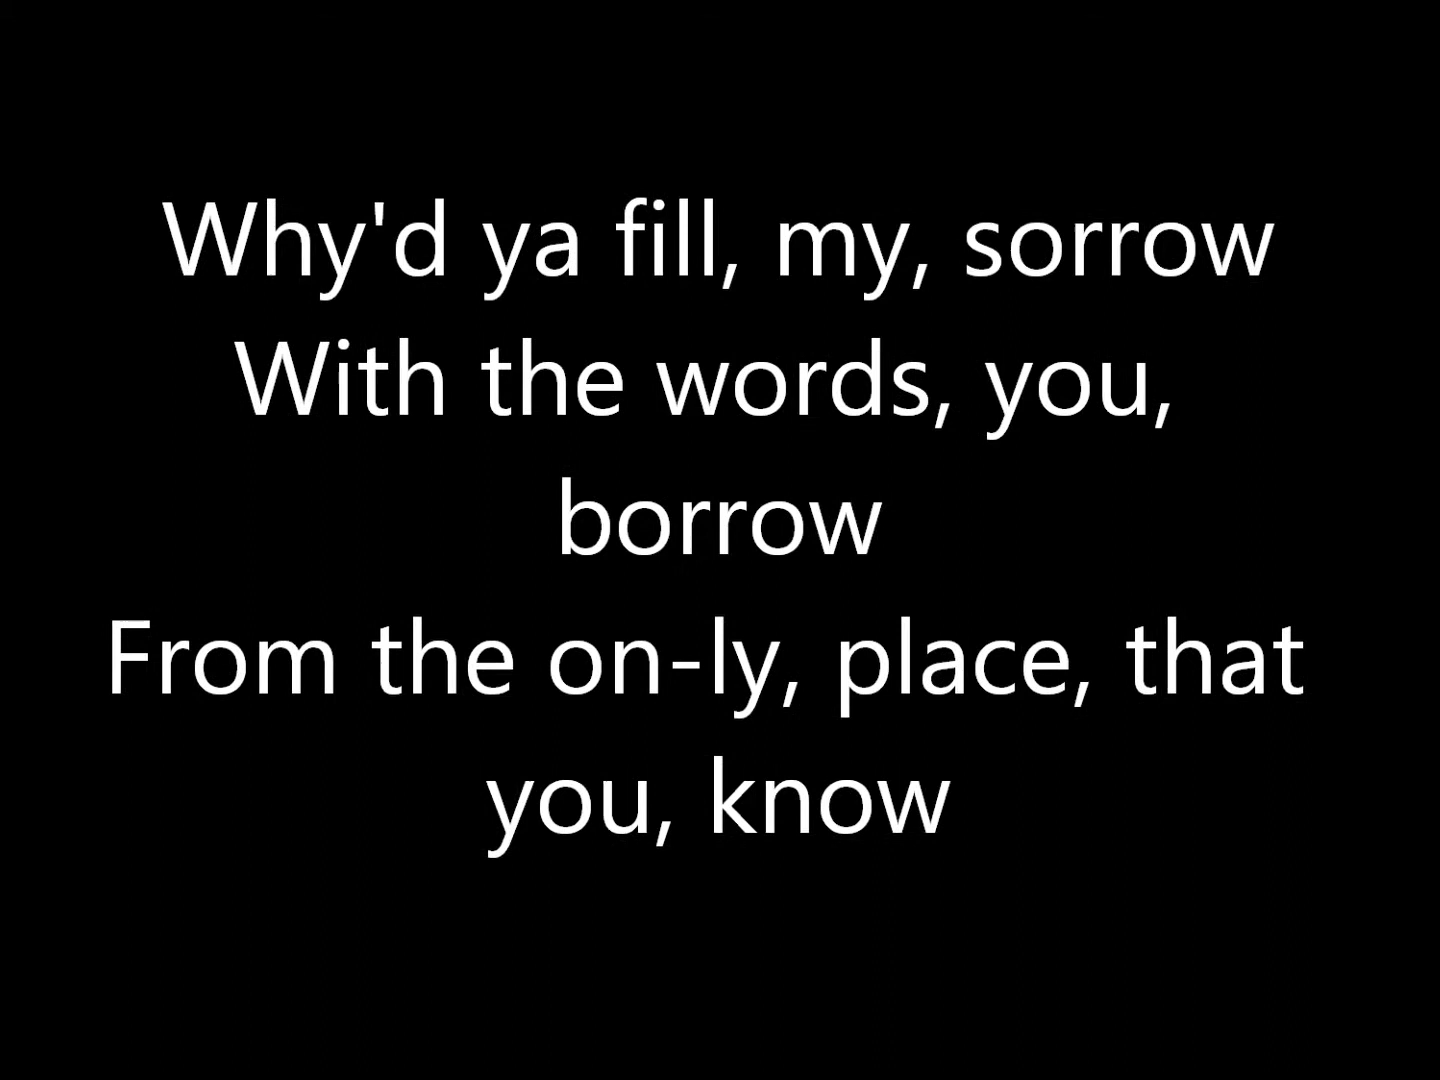 Why'd ya fill, my, sorrow
With the words, you,
borrow
From the on-ly, place, that
you, know